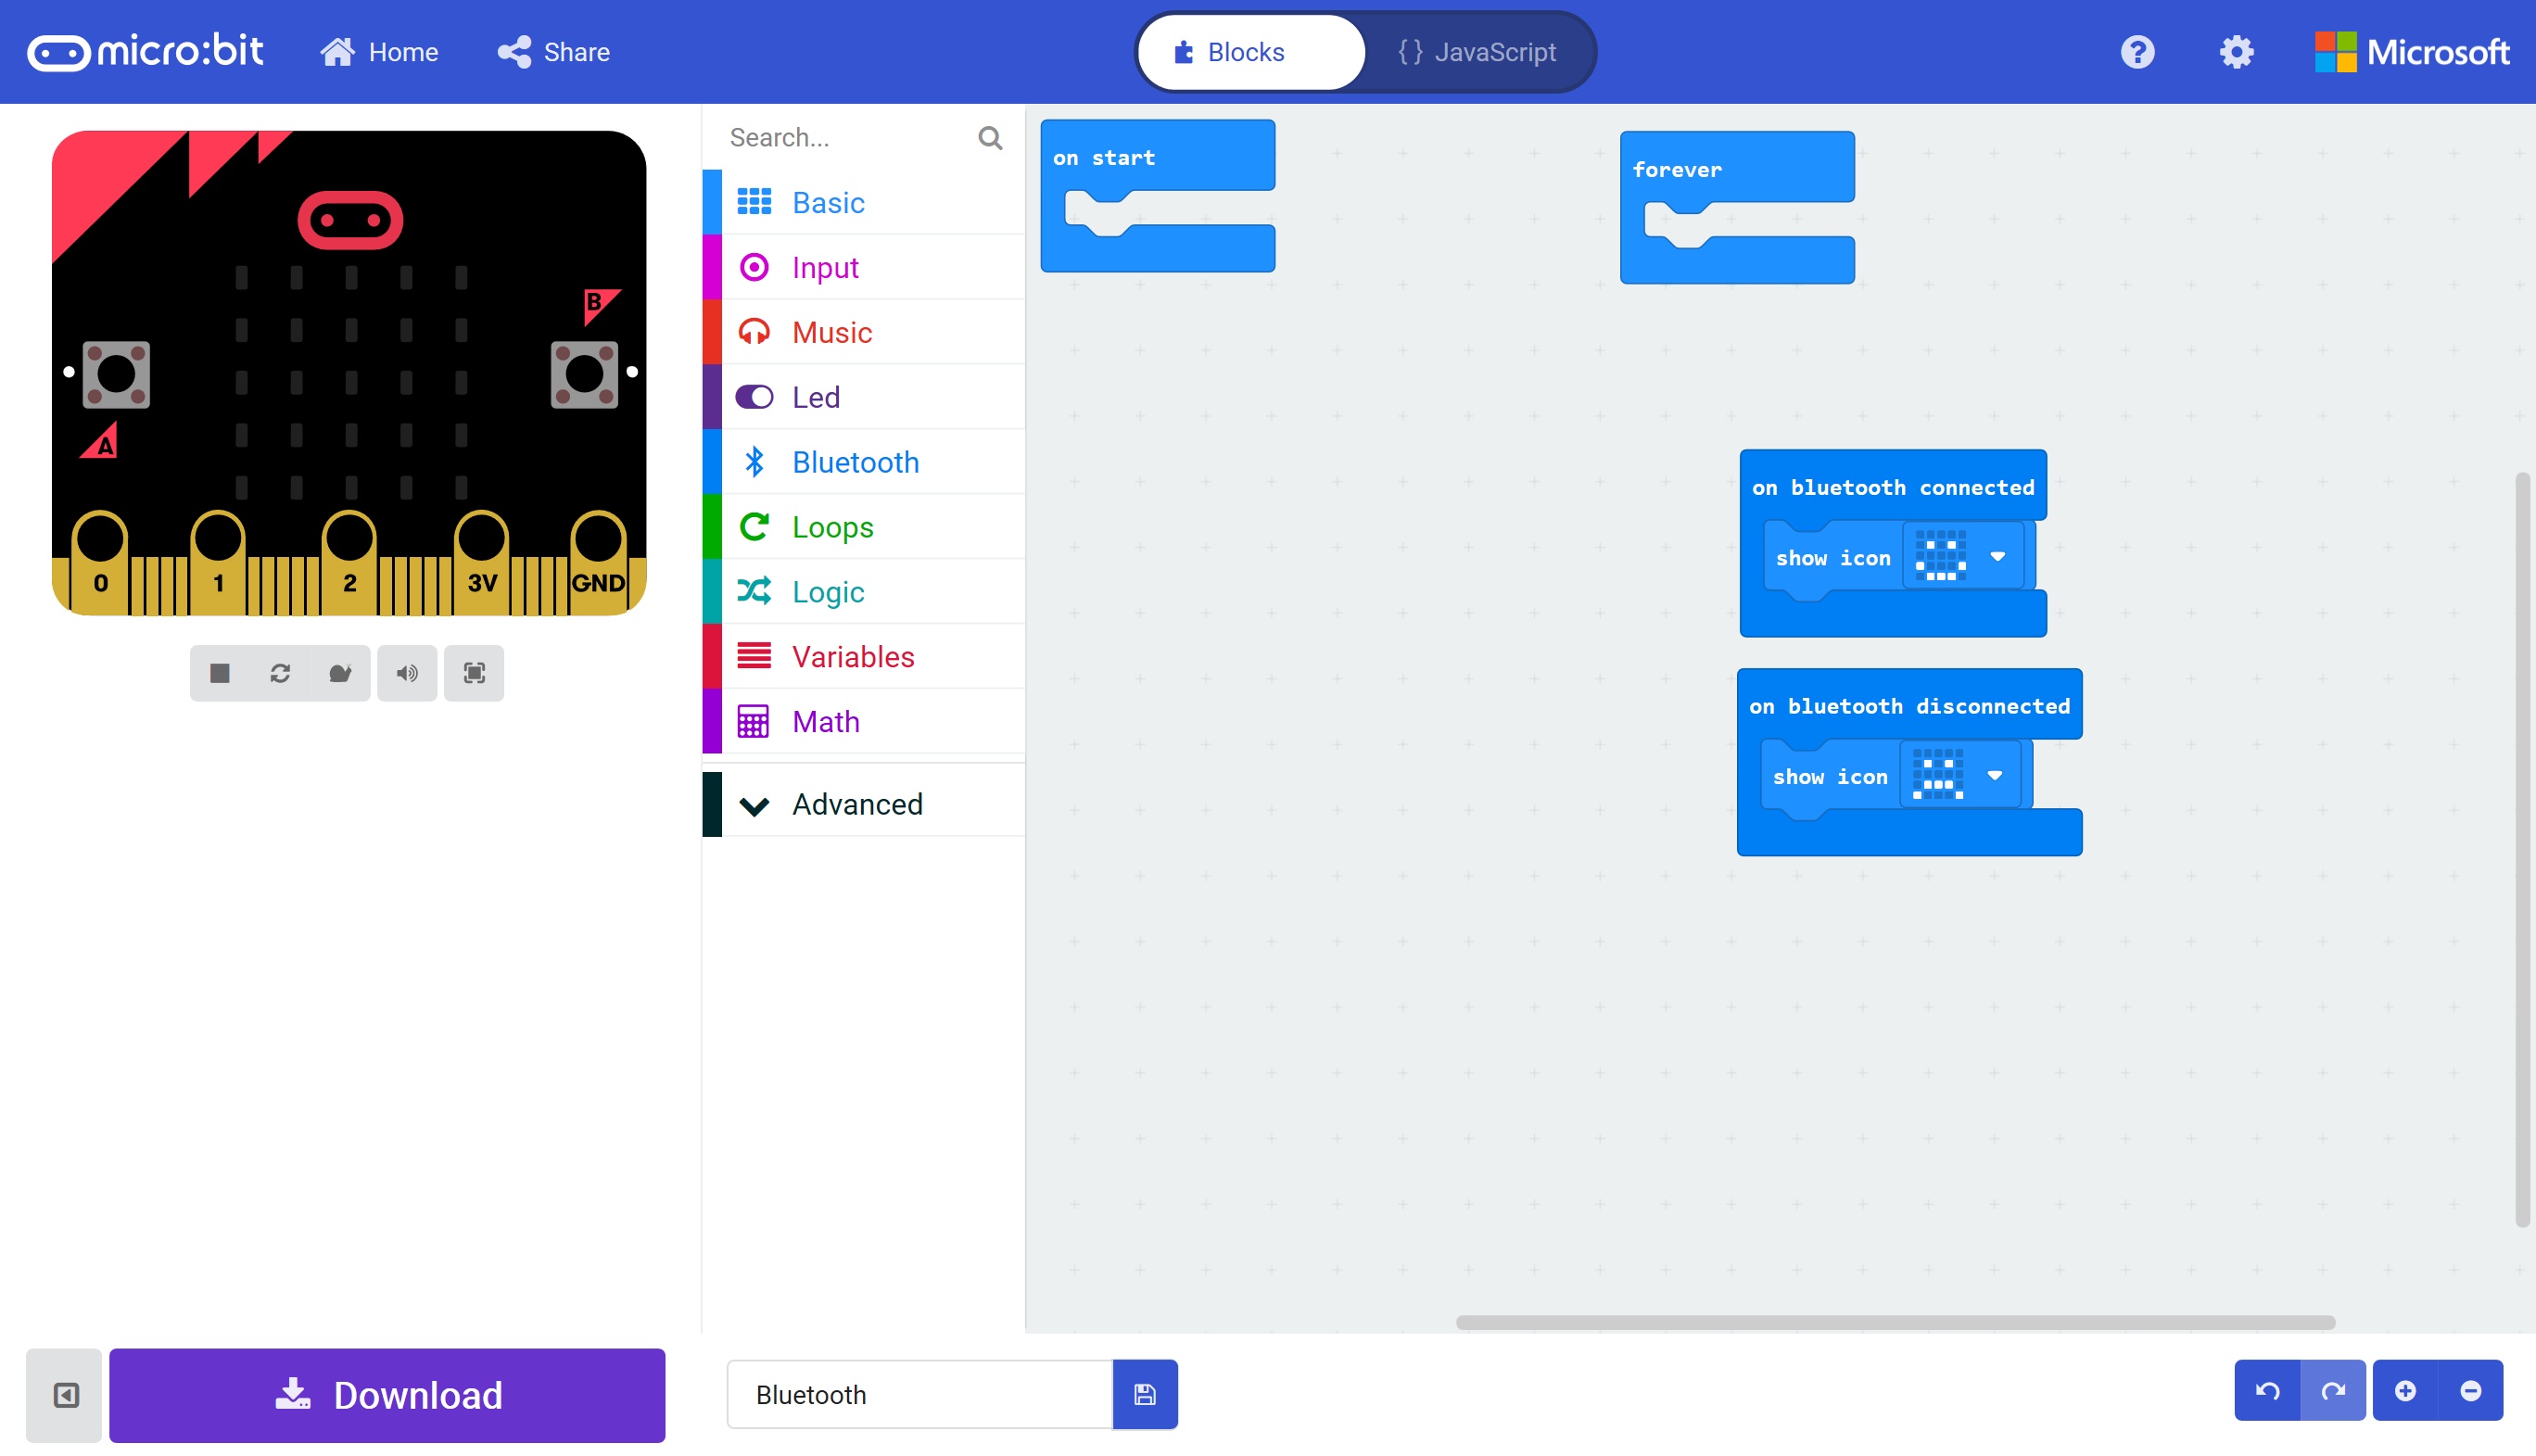 micro:bit
Home
Share
Blocks
{ } JavaScript
Microsoft
Search...
Basic
Input
Music
Led
Bluetooth
Loops
Logic
Variables
Math
Advanced
B
A
0
1
2
3V
GND
on start
forever
on bluetooth connected
show icon
on bluetooth disconnected
show icon
Download
Bluetooth